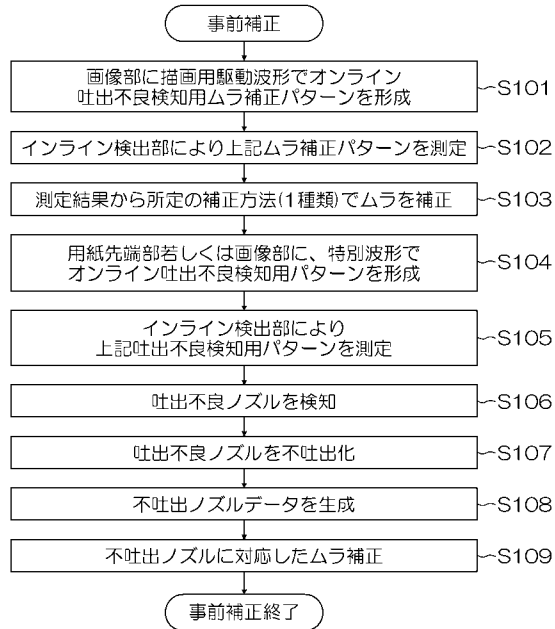 事前補正
画像部に描画用駆動波形でオンライン
吐出不良検知用ムラ補正パターンを形成
S101
インライン検出部により上記ムラ補正パターンを測定
S102
測定結果から所定の補正方法(1種類)でムラを補正
S103
用紙先端部若しくは画像部に、特別波形で
オンライン吐出不良検知用パターンを形成
S104
インライン検出部により
上記吐出不良検知用パターンを測定
S105
吐出不良ノズルを検知
S106
吐出不良ノズルを不吐出化
S107
不吐出ノズルデータを生成
S108
不吐出ノズルに対応したムラ補正
S109
事前補正終了